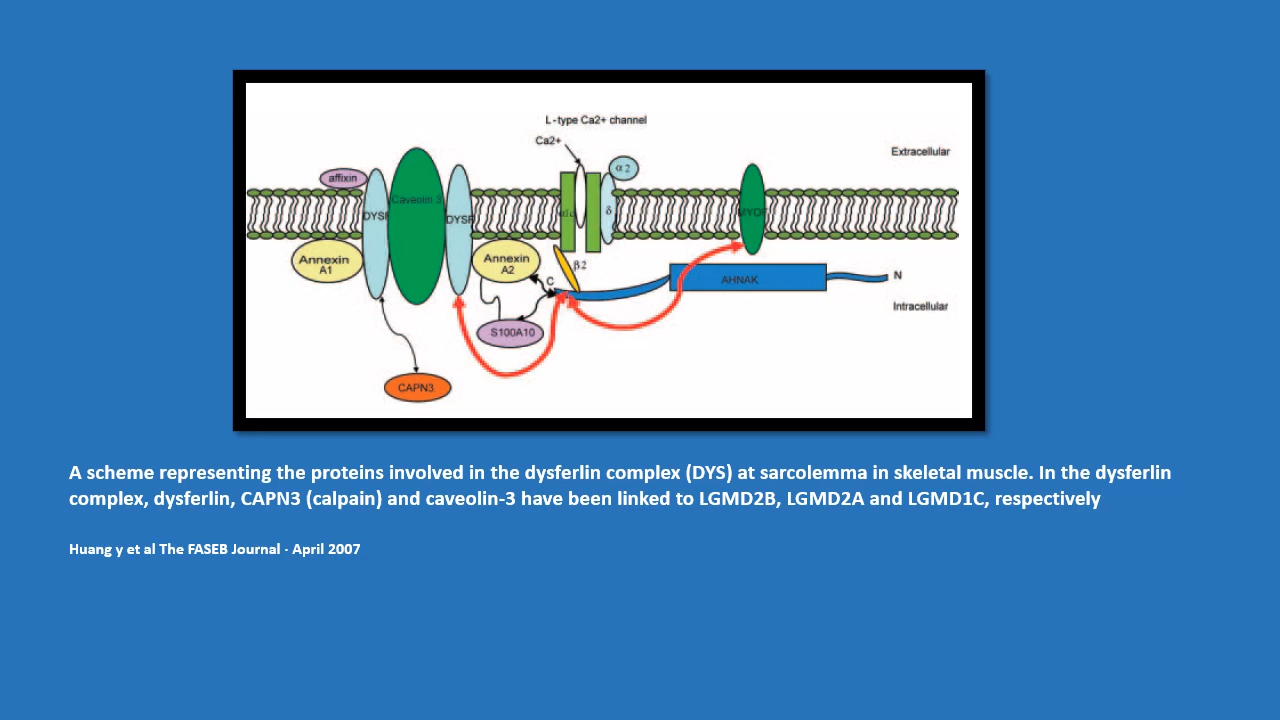 L-type Ca2+ channel
Ca2+
Extracellular
α2
affixin
Caveolin 3
DYSF
DYSF
α1c
δ
MYOF
Annexin
A1
Annexin
A2
β2
C
AHNAK
N
Intracellular
S100A10
CAPN3
A scheme representing the proteins involved in the dysferlin complex (DYS) at sarcolemma in skeletal muscle. In the dysferlin
complex, dysferlin, CAPN3 (calpain) and caveolin-3 have been linked to LGMD2B, LGMD2A and LGMD1C, respectively
Huang y et al The FASEB Journal · April 2007